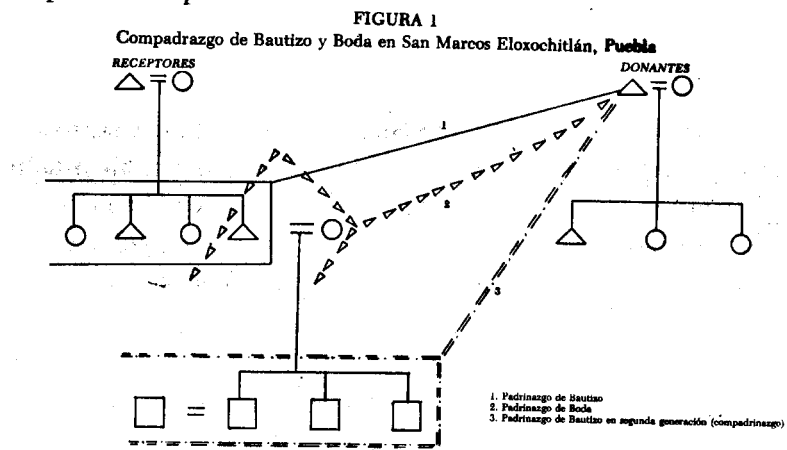 FIGURA 1
Compadrazgo de Bautizo y Boda en San Marcos Eloxochitlán, Puebla
RECEPTORES
DONANTES
1
2
3
1. Padrinazgo de Bautizo
2. Padrinazgo de Boda
3. Padrinazgo de Bautizo en segunda generación (compadrinazgo)